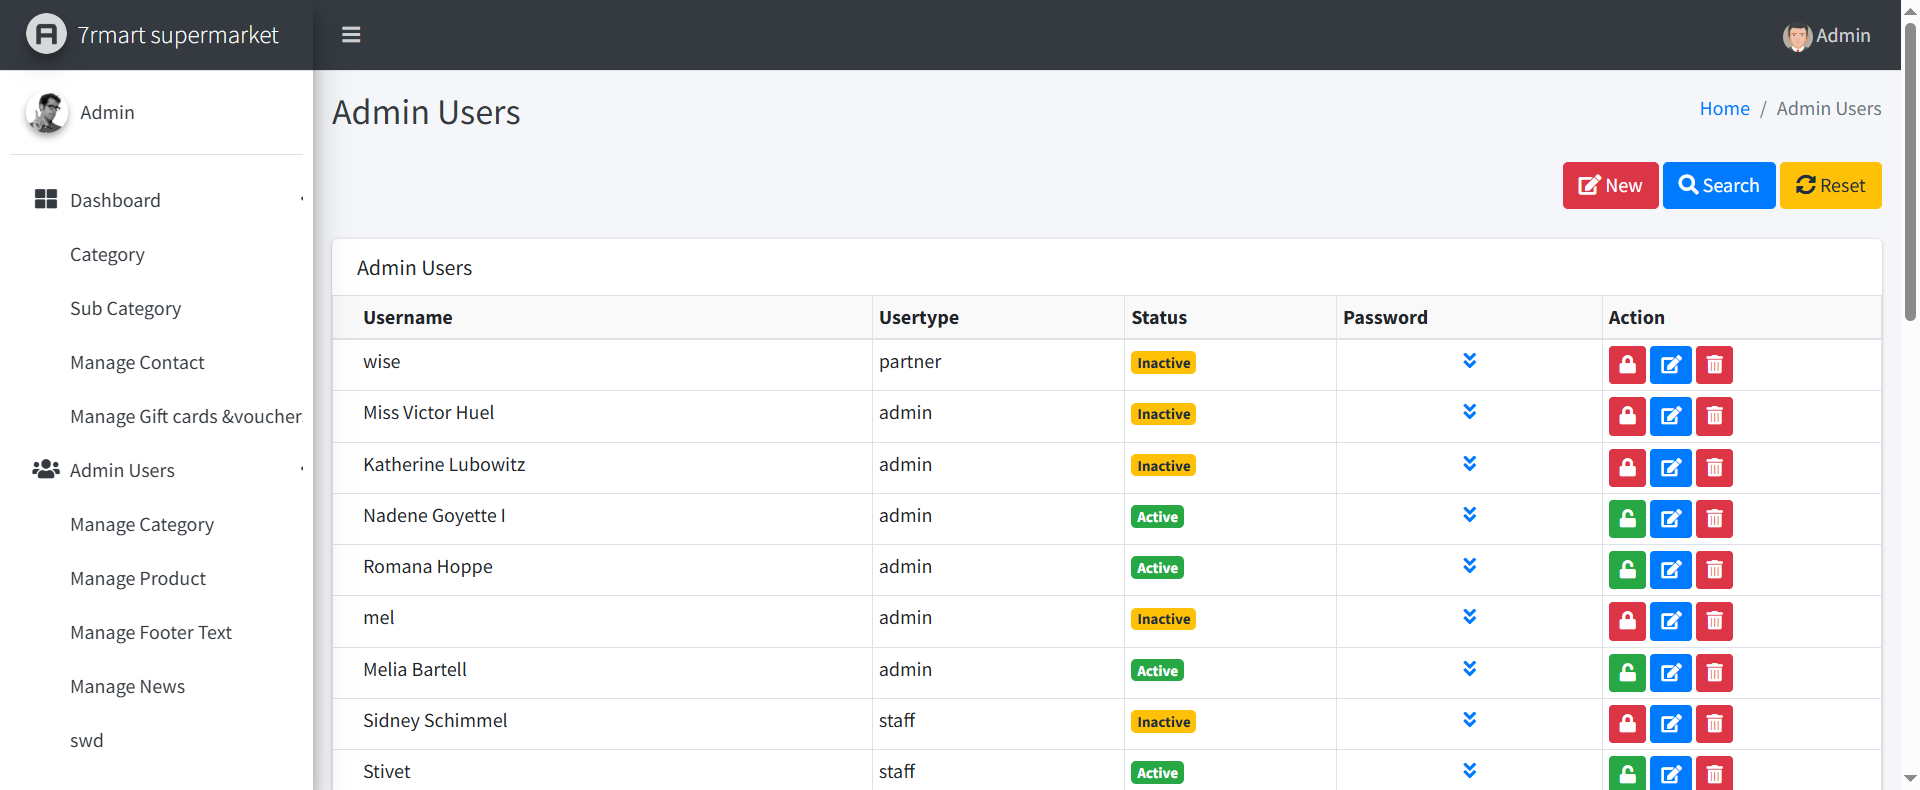 7rmart supermarket
Admin
Admin
Dashboard
Category
Sub Category
Manage Contact
Manage Gift cards &voucher
Admin Users
Manage Category
Manage Product
Manage Footer Text
Manage News
swd
Admin Users
Home / Admin Users
New Search Reset
Admin Users
Username Usertype Status Password Action
wise partner Inactive
Miss Victor Huel admin Inactive
Katherine Lubowitz admin Inactive
Nadene Goyette I admin Active
Romana Hoppe admin Active
mel admin Inactive
Melia Bartell admin Active
Sidney Schimmel staff Inactive
Stivet staff Active